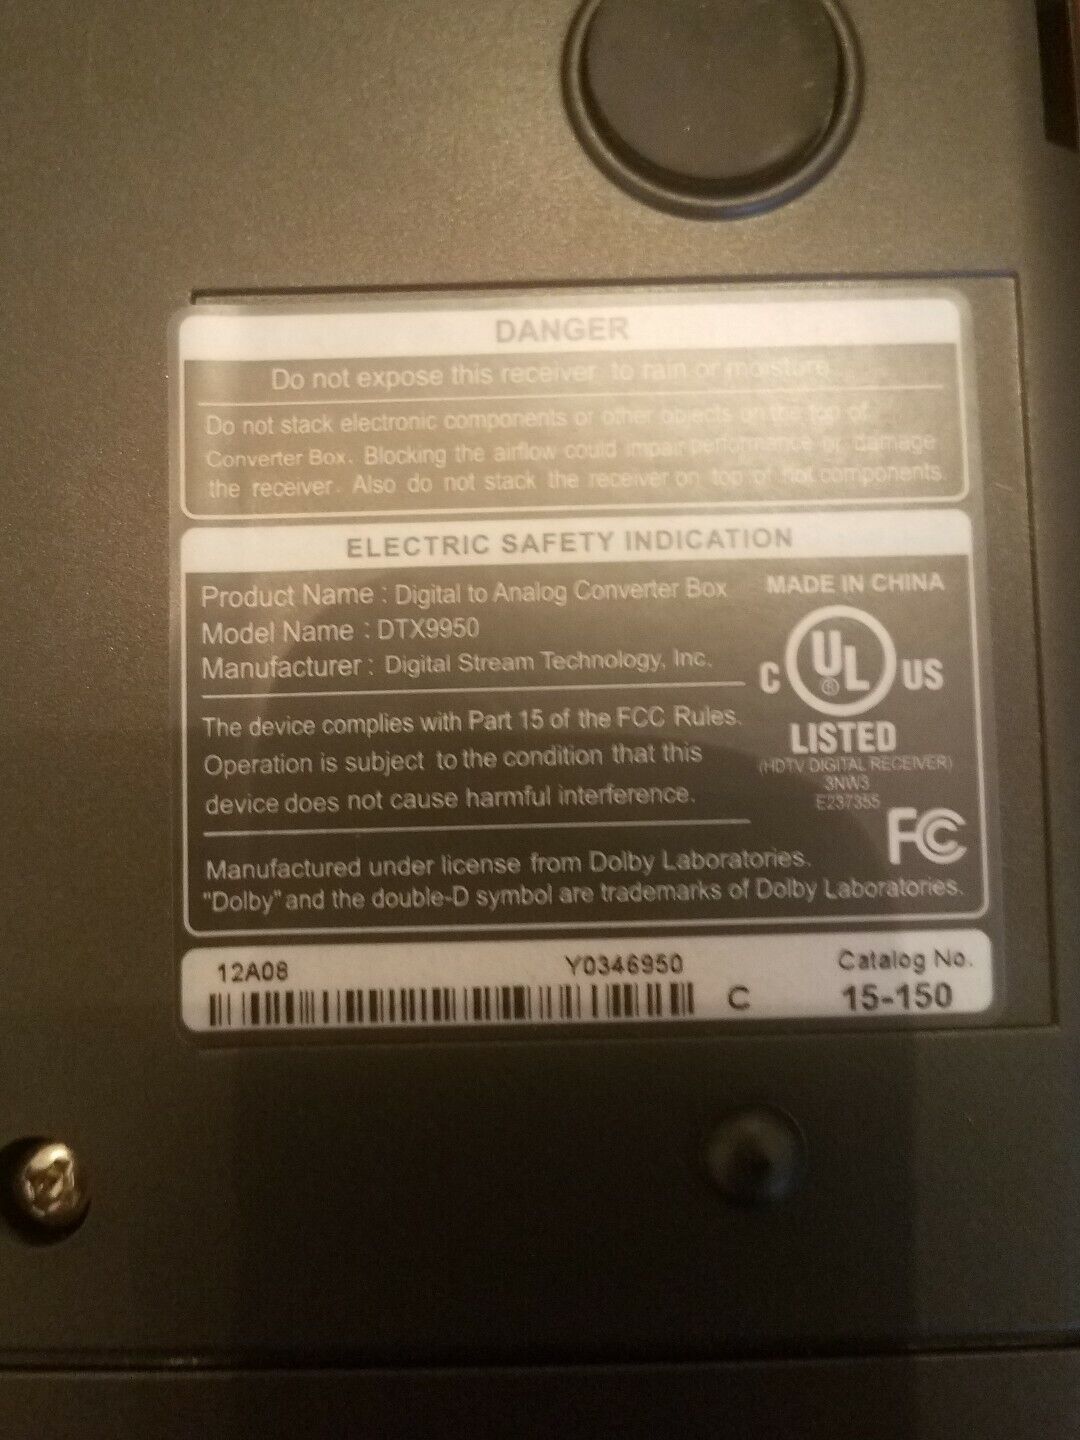 DANGER
Do not expose this receiver to rain or moisture
Do not stack electronic components or other objects on the top of
Converter Box. Blocking the airflow could impair performance or damage
the receiver. Also do not stack the receiver on top of hot components.
ELECTRIC SAFETY INDICATION
Product Name : Digital to Analog Converter Box
Model Name : DTX9950
Manufacturer : Digital Stream Technology, Inc.
MADE IN CHINA
C UL ® US
LISTED
(HDTV DIGITAL RECEIVER)
3NW3
E237355
FC
The device complies with Part 15 of the FCC Rules.
Operation is subject to the condition that this
device does not cause harmful interference.
Manufactured under license from Dolby Laboratories.
"Dolby" and the double-D symbol are trademarks of Dolby Laboratories.
12A08 Y0346950 Catalog No.
C 15-150